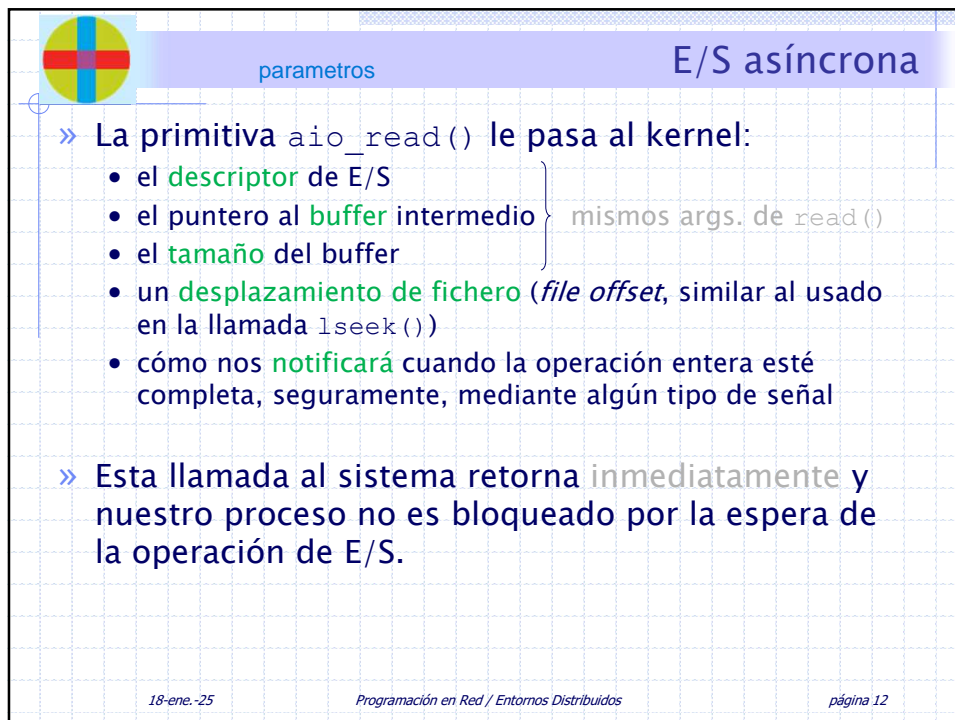 parametros
E/S asíncrona
» La primitiva aio_read() le pasa al kernel:
• el descriptor de E/S
• el puntero al buffer intermedio
mismos args. de read()
• el tamaño del buffer
• un desplazamiento de fichero (file offset, similar al usado
en la llamada lseek())
• cómo nos notificará cuando la operación entera esté
completa, seguramente, mediante algún tipo de señal
» Esta llamada al sistema retorna inmediatamente y
nuestro proceso no es bloqueado por la espera de
la operación de E/S.
18-ene.-25
Programación en Red / Entornos Distribuidos
página 12